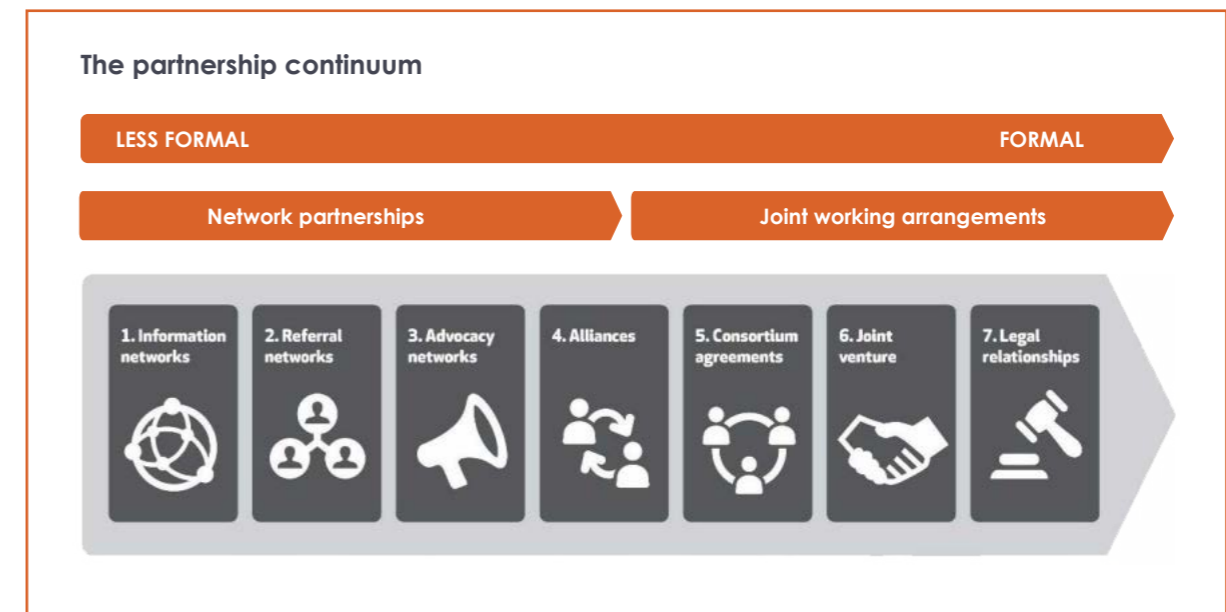 The partnership continuum
LESS FORMAL
FORMAL
Network partnerships
Joint working arrangements
1. Information
networks
2. Referral
networks
3. Advocacy
networks
4. Alliances
5. Consortium
agreements
6. Joint
venture
7. Legal
relationships